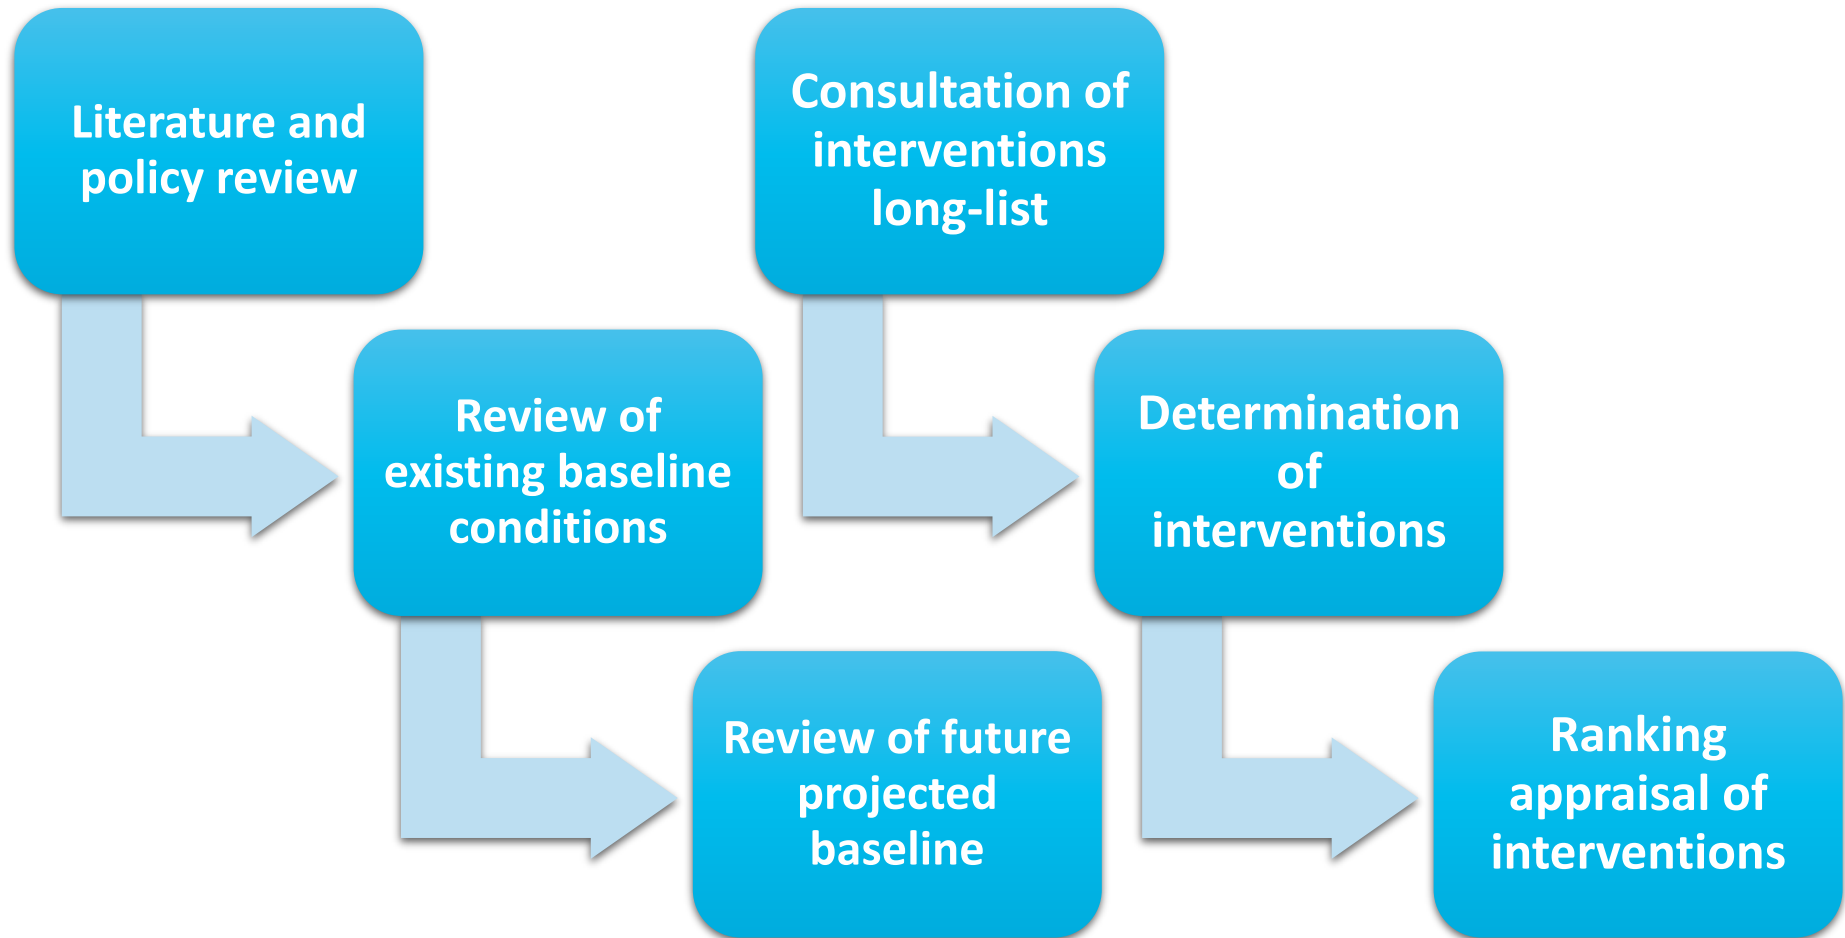 Literature and
policy review
Review of
existing baseline
conditions
Review of future
projected
baseline
Consultation of
interventions
long-list
Determination
of
interventions
Ranking
appraisal of
interventions